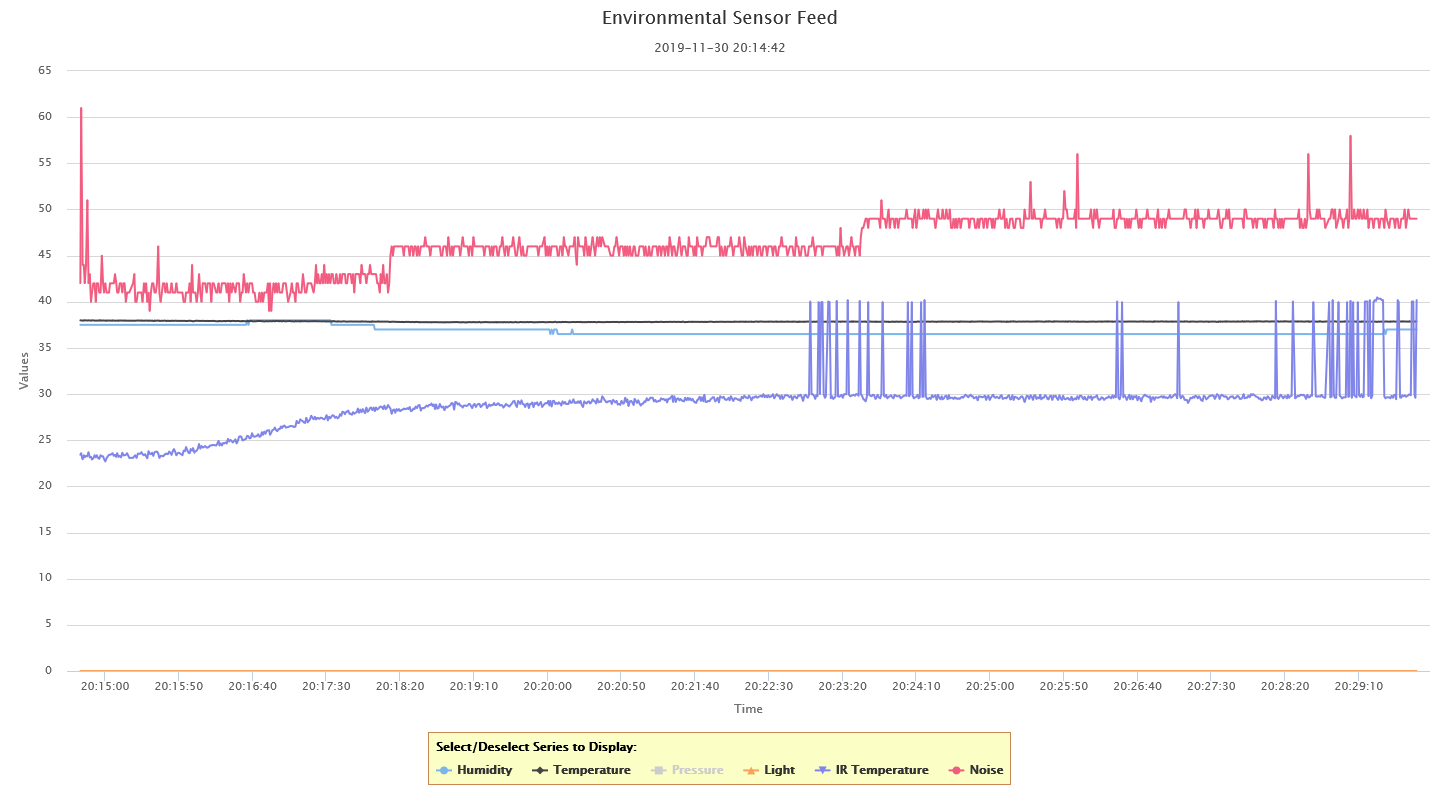 Environmental Sensor Feed
2019-11-30 20:14:42
65
60
55
50
45
40
35
30
25
20
15
10
5
0
Values
20:15:00 20:15:50 20:16:40 20:17:30 20:18:20 20:19:10 20:20:00 20:20:50 20:21:40 20:22:30 20:23:20 20:24:10 20:25:00 20:25:50 20:26:40 20:27:30 20:28:20 20:29:10
Time
Select/Deselect Series to Display:
Humidity Temperature Pressure Light IR Temperature Noise